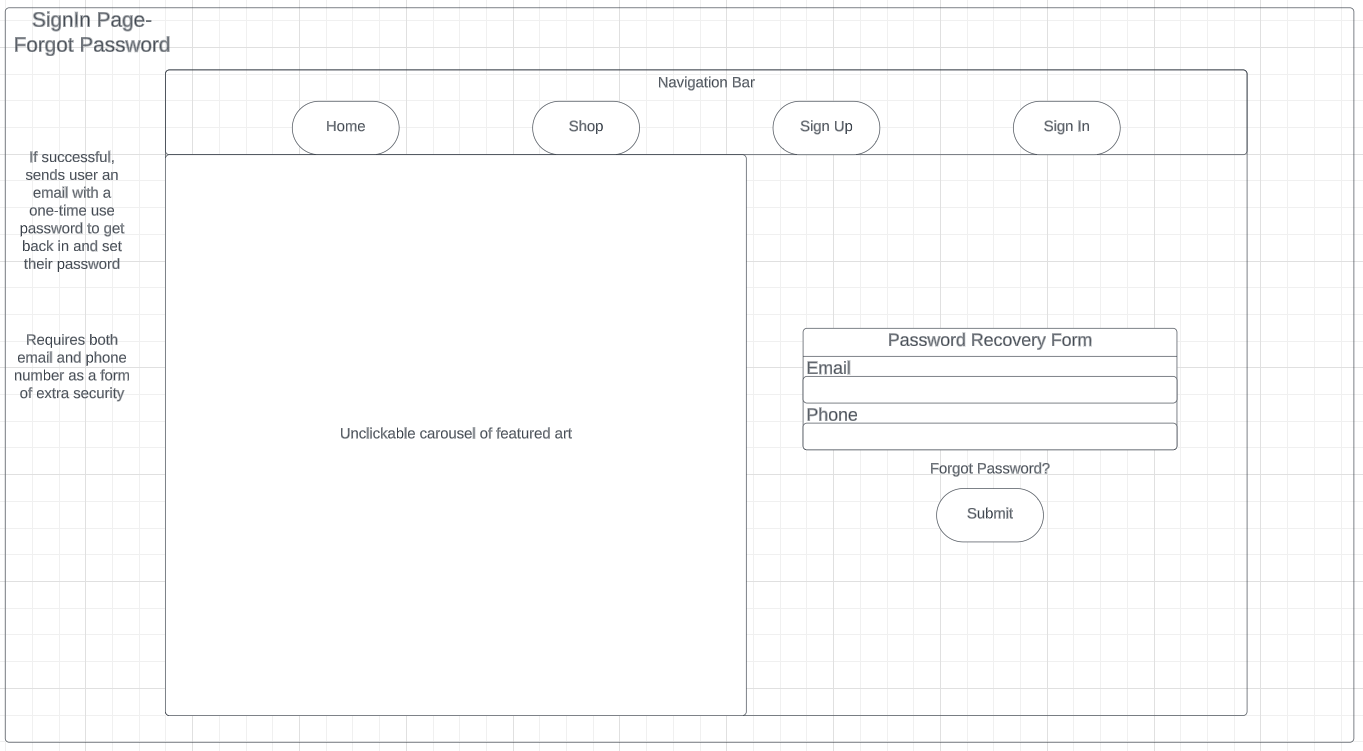 SignIn Page-
Forgot Password
Navigation Bar
Home
Shop
Sign Up
Sign In
If successful,
sends user an
email with a
one-time use
password to get
back in and set
their password
Requires both
email and phone
number as a form
of extra security
Unclickable carousel of featured art
Password Recovery Form
Email
Phone
Forgot Password?
Submit